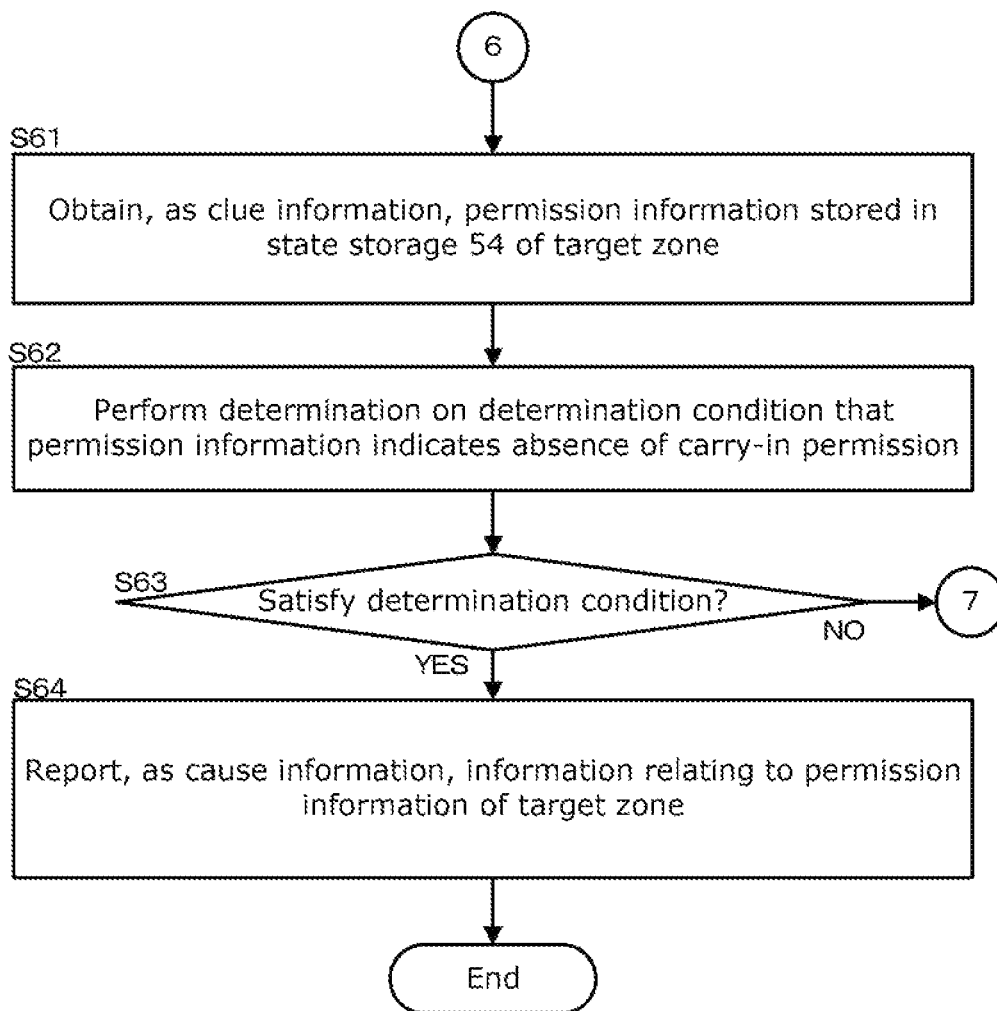 6
S61
Obtain, as clue information, permission information stored in
state storage 54 of target zone
S62
Perform determination on determination condition that
permission information indicates absence of carry-in permission
S63
Satisfy determination condition?
7
NO
YES
S64
Report, as cause information, information relating to permission
information of target zone
End